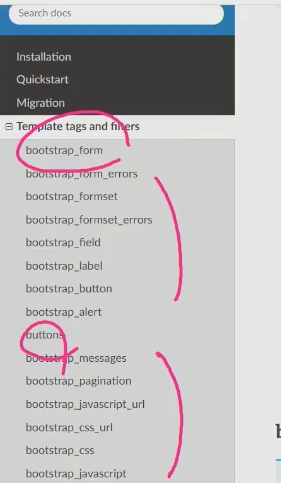 Search docs
Installation
Quickstart
Migration
Template tags and filters
bootstrap_form
bootstrap_form_errors
bootstrap_formset
bootstrap_formset_errors
bootstrap_field
bootstrap_label
bootstrap_button
bootstrap_alert
buttons
bootstrap_messages
bootstrap_pagination
bootstrap_javascript_url
bootstrap_css_url
bootstrap_css
bootstrap_javascript